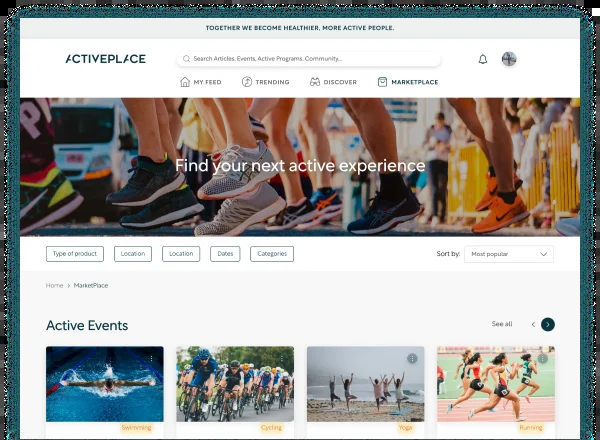 TOGETHER WE BECOME HEALTHIER, MORE ACTIVE PEOPLE.
ACTIVEPLACE
Search Articles, Events, Active Programs, Community...
MY FEED
TRENDING
DISCOVER
MARKETPLACE
Find your next active experience
Type of product
Location
Location
Dates
Categories
Sort by:
Most popular
Home > MarketPlace
Active Events
See all
Swimming
Cycling
Yoga
Running